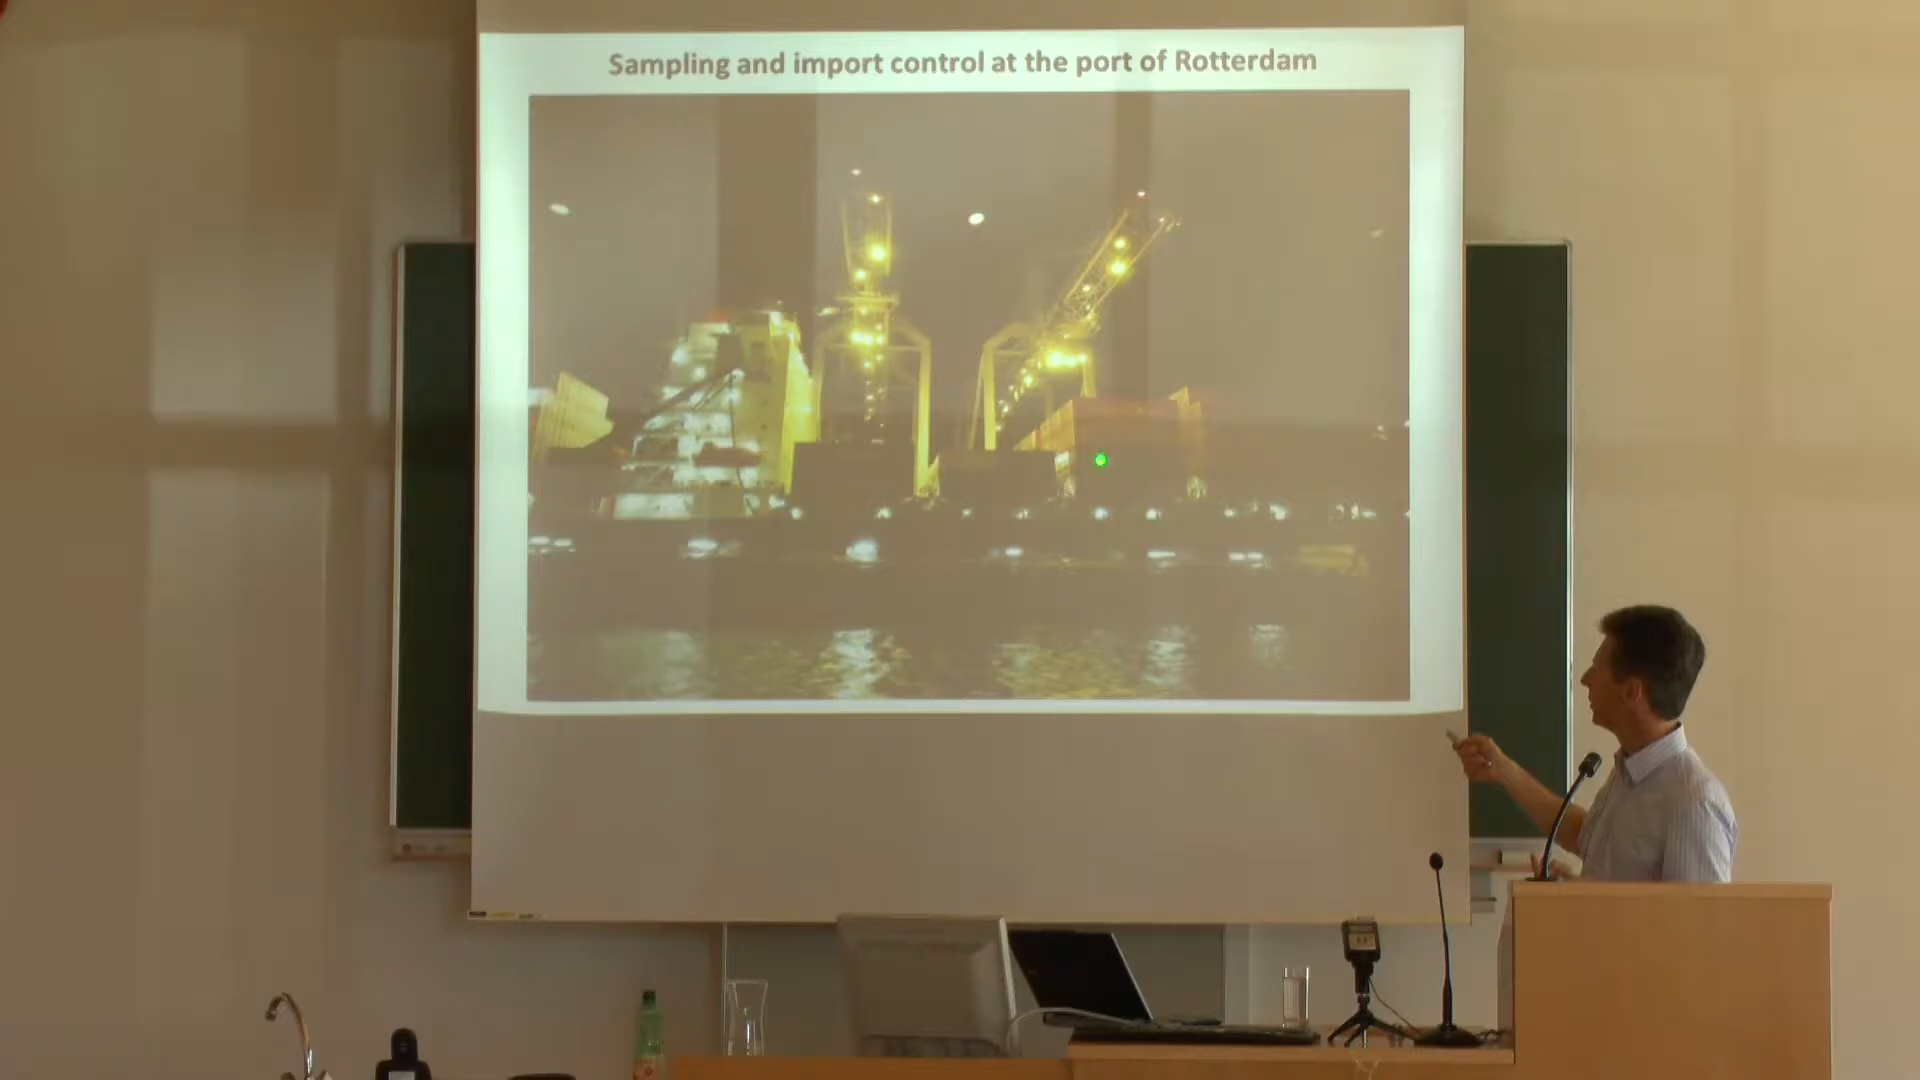 Sampling and import control at the port of Rotterdam